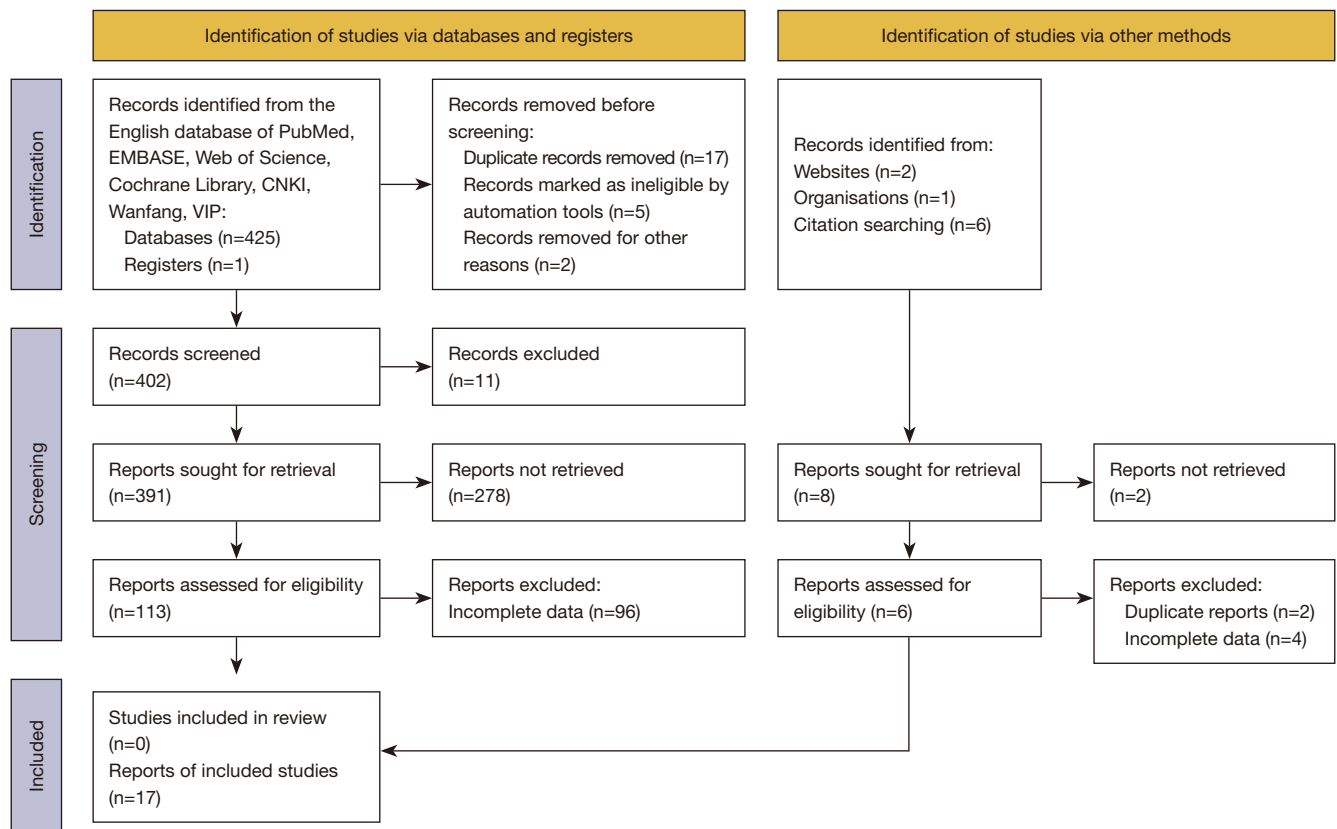 Identification of studies via databases and registers
Identification of studies via other methods
Identification
Records identified from the
English database of PubMed,
EMBASE, Web of Science,
Cochrane Library, CNKI,
Wanfang, VIP:
Databases (n=425)
Registers (n=1)
Records removed before
screening:
Duplicate records removed (n=17)
Records marked as ineligible by
automation tools (n=5)
Records removed for other
reasons (n=2)
Records identified from:
Websites (n=2)
Organisations (n=1)
Citation searching (n=6)
Screening
Records screened
(n=402)
Records excluded
(n=11)
Reports sought for retrieval
(n=391)
Reports not retrieved
(n=278)
Reports sought for retrieval
(n=8)
Reports not retrieved
(n=2)
Reports assessed for eligibility
(n=113)
Reports excluded:
Incomplete data (n=96)
Reports assessed for
eligibility (n=6)
Reports excluded:
Duplicate reports (n=2)
Incomplete data (n=4)
Included
Studies included in review
(n=0)
Reports of included studies
(n=17)